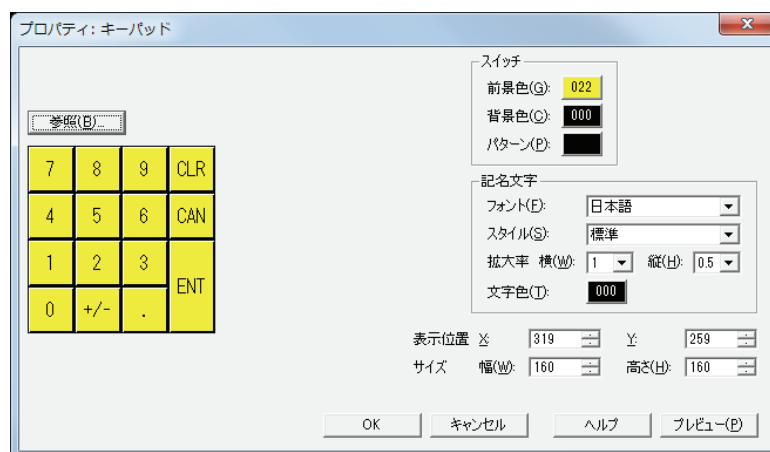 プロパティ: キーパッド
参照(B)...
7 8 9 CLR
4 5 6 CAN
1 2 3
ENT
0 +/- .
スイッチ
前景色(G): 022
背景色(C): 000
パターン(P):
記名文字
フォント(F): 日本語
スタイル(S): 標準
拡大率 横(W): 1 縦(H): 0.5
文字色(T): 000
表示位置 X: 319 Y: 259
サイズ 幅(W): 160 高さ(H): 160
OK キャンセル ヘルプ プレビュー(P)